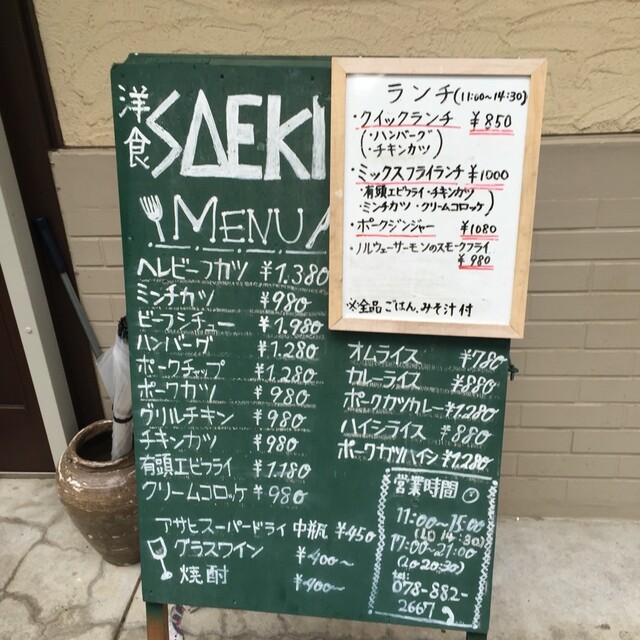 洋食 SAEKI
MENU
ヘレビーフカツ ¥1.380
ミンチカツ ¥980
ビーフシチュー ¥1.980
ハンバーグ ¥1.280
ポークチャップ ¥1.280
ポークカツ ¥980
グリルチキン ¥980
チキンカツ ¥980
有頭エビフライ ¥1.180
クリームコロッケ ¥980
アサヒスーパードライ 中瓶 ¥450
グラスワイン ¥400〜
焼酎 ¥400〜
ランチ(11:00〜14:30)
・クイックランチ ¥850
(・ハンバーグ
・チキンカツ)
・ミックスフライランチ ¥1000
(・有頭エビフライ・チキンカツ
・ミンチカツ・クリームコロッケ)
・ポークジンジャー ¥1080
・ノルウェーサーモンのスモークフライ
¥980
※全品ごはん、みそ汁付
オムライス ¥780
カレーライス ¥880
ポークカツカレー ¥1.280
ハイシライス ¥880
ポークカツハイシ ¥1.280
営業時間
11:00〜15:00
(LO 14:30)
17:00〜21:00
(LO 20:30)
tel:
078-882-
2667